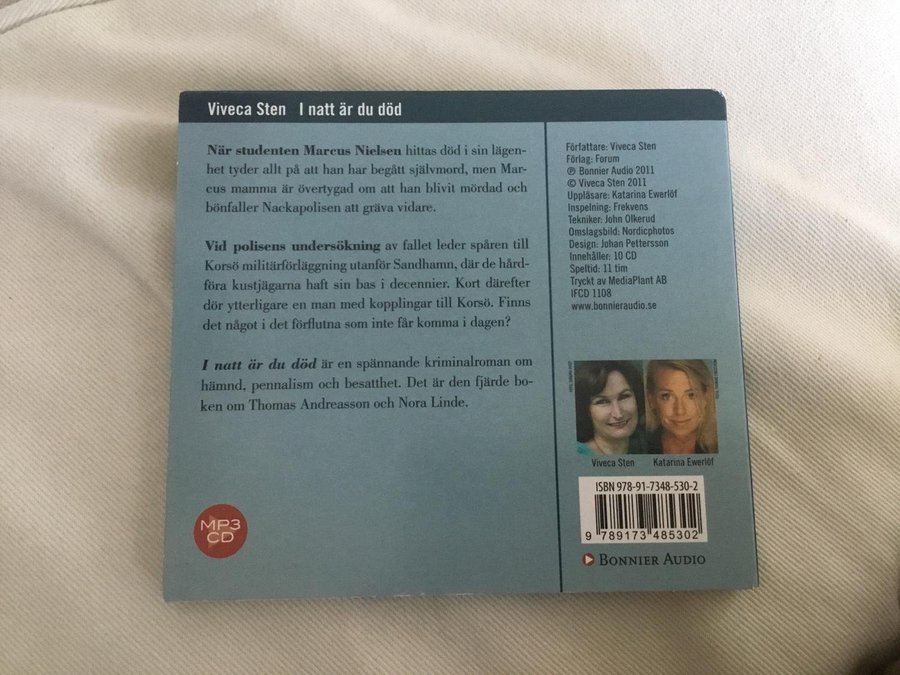 Viveca Sten I natt är du död
När studenten Marcus Nielsen hittas död i sin lägen-
het tyder allt på att han har begått självmord, men Mar-
cus mamma är övertygad om att han blivit mördad och
bönfaller Nackapolisen att gräva vidare.
Vid polisens undersökning av fallet leder spåren till
Korsö militärförläggning utanför Sandhamn, där de hård-
föra kustjägarna haft sin bas i decennier. Kort därefter
dör ytterligare en man med kopplingar till Korsö. Finns
det något i det förflutna som inte får komma i dagen?
I natt är du död är en spännande kriminalroman om
hämnd, pennalism och besatthet. Det är den fjärde bo-
ken om Thomas Andreasson och Nora Linde.
MP3
CD
Författare: Viveca Sten
Förlag: Forum
℗ Bonnier Audio 2011
© Viveca Sten 2011
Uppläsare: Katarina Ewerlöf
Inspelning: Frekvens
Tekniker: John Olkerud
Omslagsbild: Nordicphotos
Design: Johan Pettersson
Innehåller: 10 CD
Speltid: 11 tim
Tryckt av MediaPlant AB
IFCD 1108
www.bonnieraudio.se
Viveca Sten Katarina Ewerlöf
ISBN 978-91-7348-530-2
9 789173 485302
BONNIER AUDIO